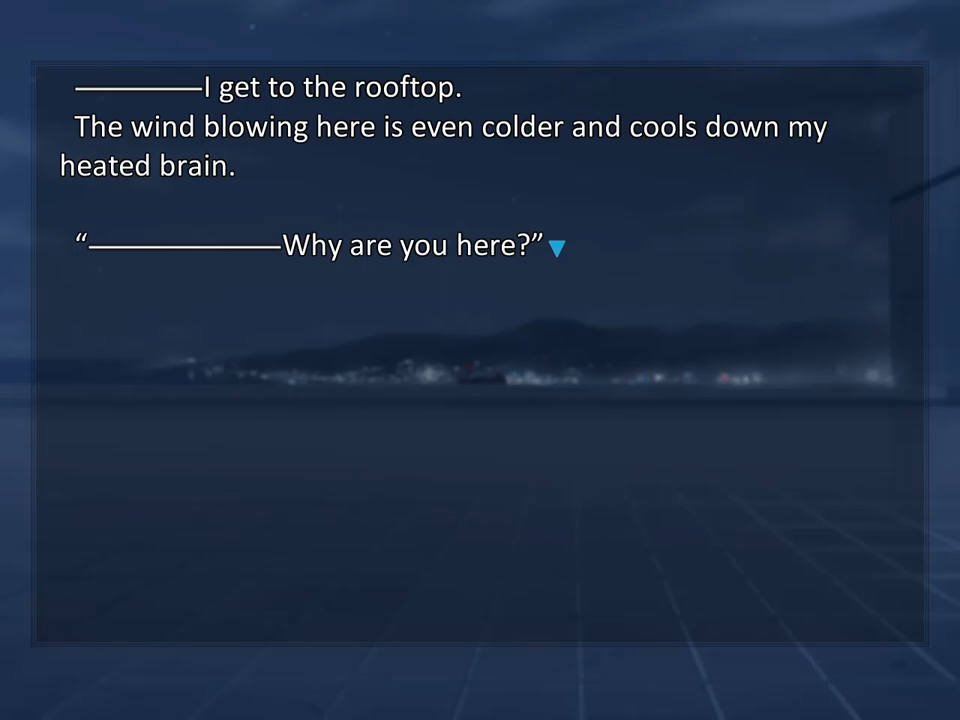 ————I get to the rooftop.
The wind blowing here is even colder and cools down my
heated brain.
“——————Why are you here?”